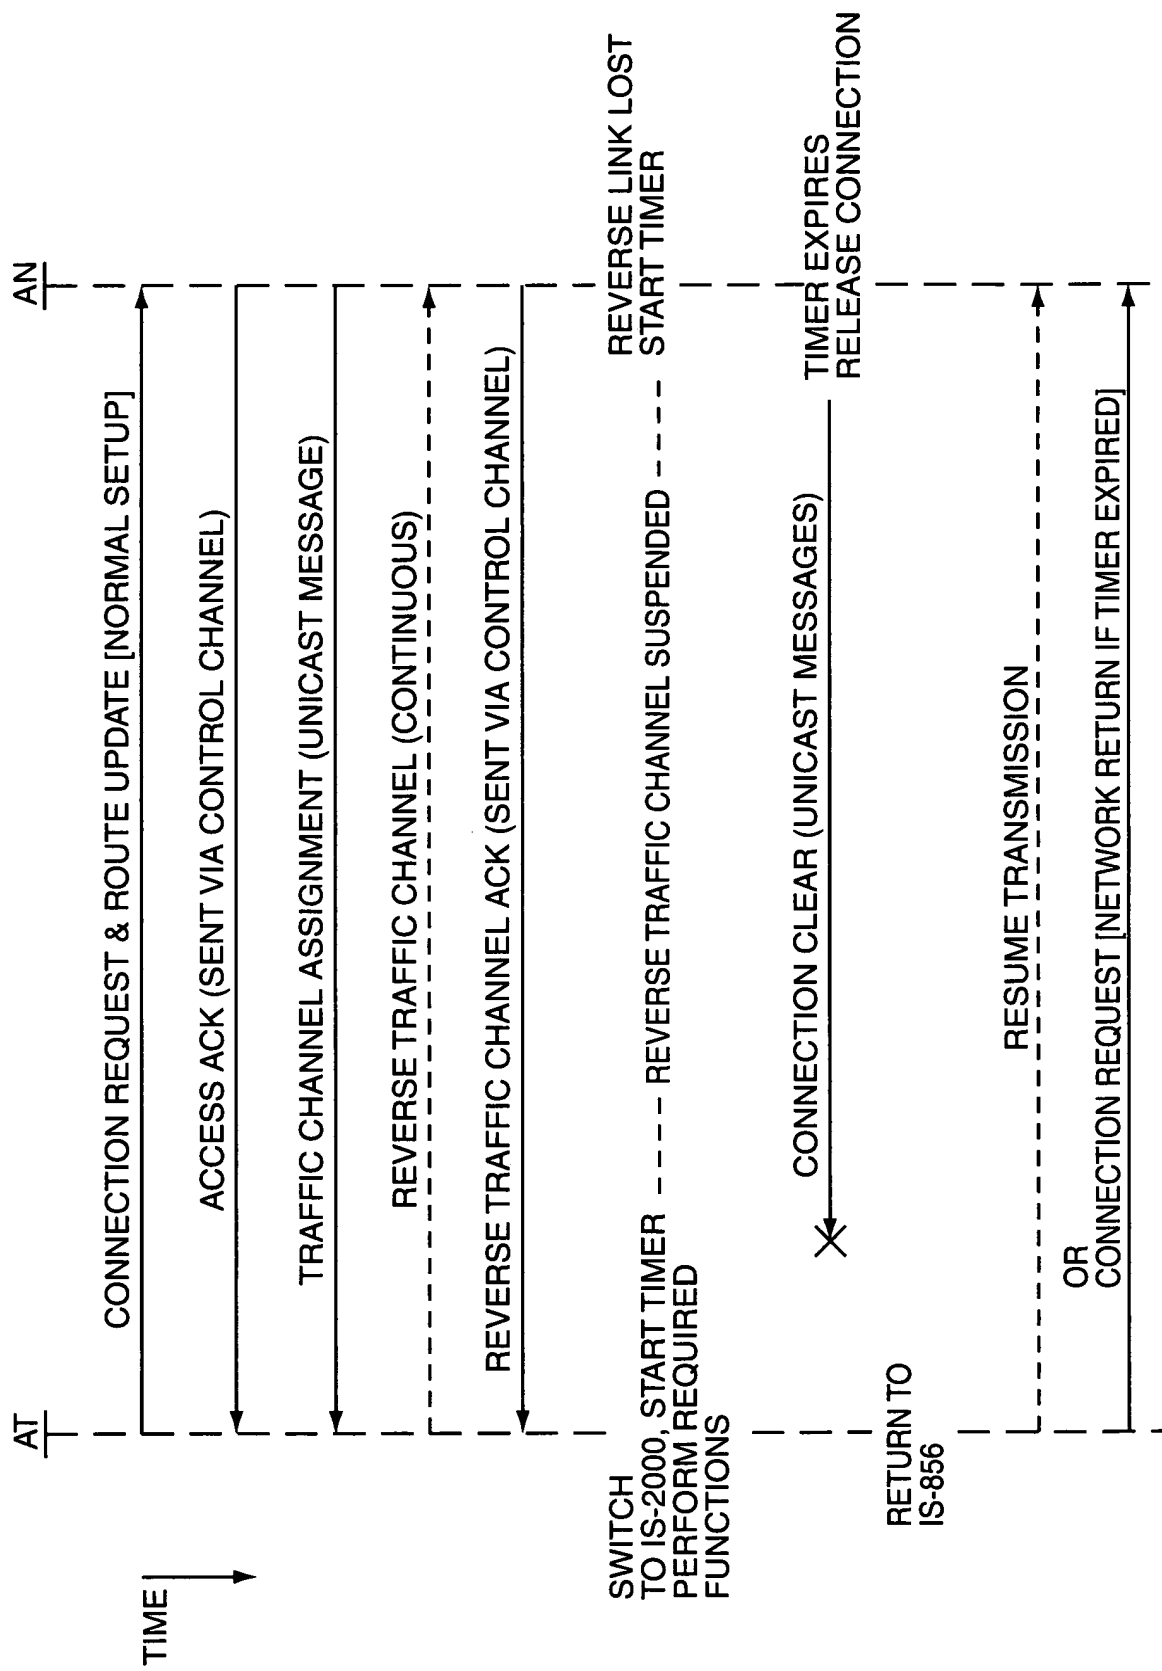 AT
AN
TIME
CONNECTION REQUEST & ROUTE UPDATE [NORMAL SETUP]
ACCESS ACK (SENT VIA CONTROL CHANNEL)
TRAFFIC CHANNEL ASSIGNMENT (UNICAST MESSAGE)
REVERSE TRAFFIC CHANNEL (CONTINUOUS)
REVERSE TRAFFIC CHANNEL ACK (SENT VIA CONTROL CHANNEL)
SWITCH
TO IS-2000, START TIMER
PERFORM REQUIRED
FUNCTIONS
REVERSE TRAFFIC CHANNEL SUSPENDED
REVERSE LINK LOST
START TIMER
CONNECTION CLEAR (UNICAST MESSAGES)
TIMER EXPIRES
RELEASE CONNECTION
RETURN TO
IS-856
RESUME TRANSMISSION
OR
CONNECTION REQUEST [NETWORK RETURN IF TIMER EXPIRED]